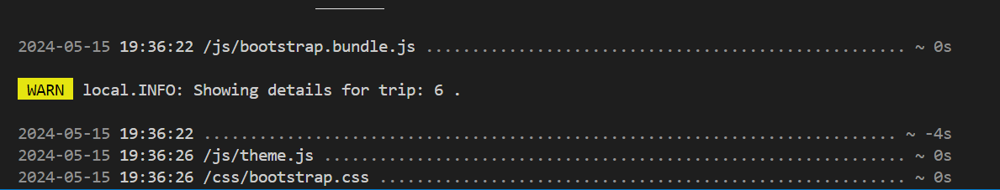 2024-05-15 19:36:22 /js/bootstrap.bundle.js .................................................... ~ 0s
WARN local.INFO: Showing details for trip: 6 .
2024-05-15 19:36:22 ........................................................................... ~ -4s
2024-05-15 19:36:26 /js/theme.js ............................................................... ~ 0s
2024-05-15 19:36:26 /css/bootstrap.css ......................................................... ~ 0s